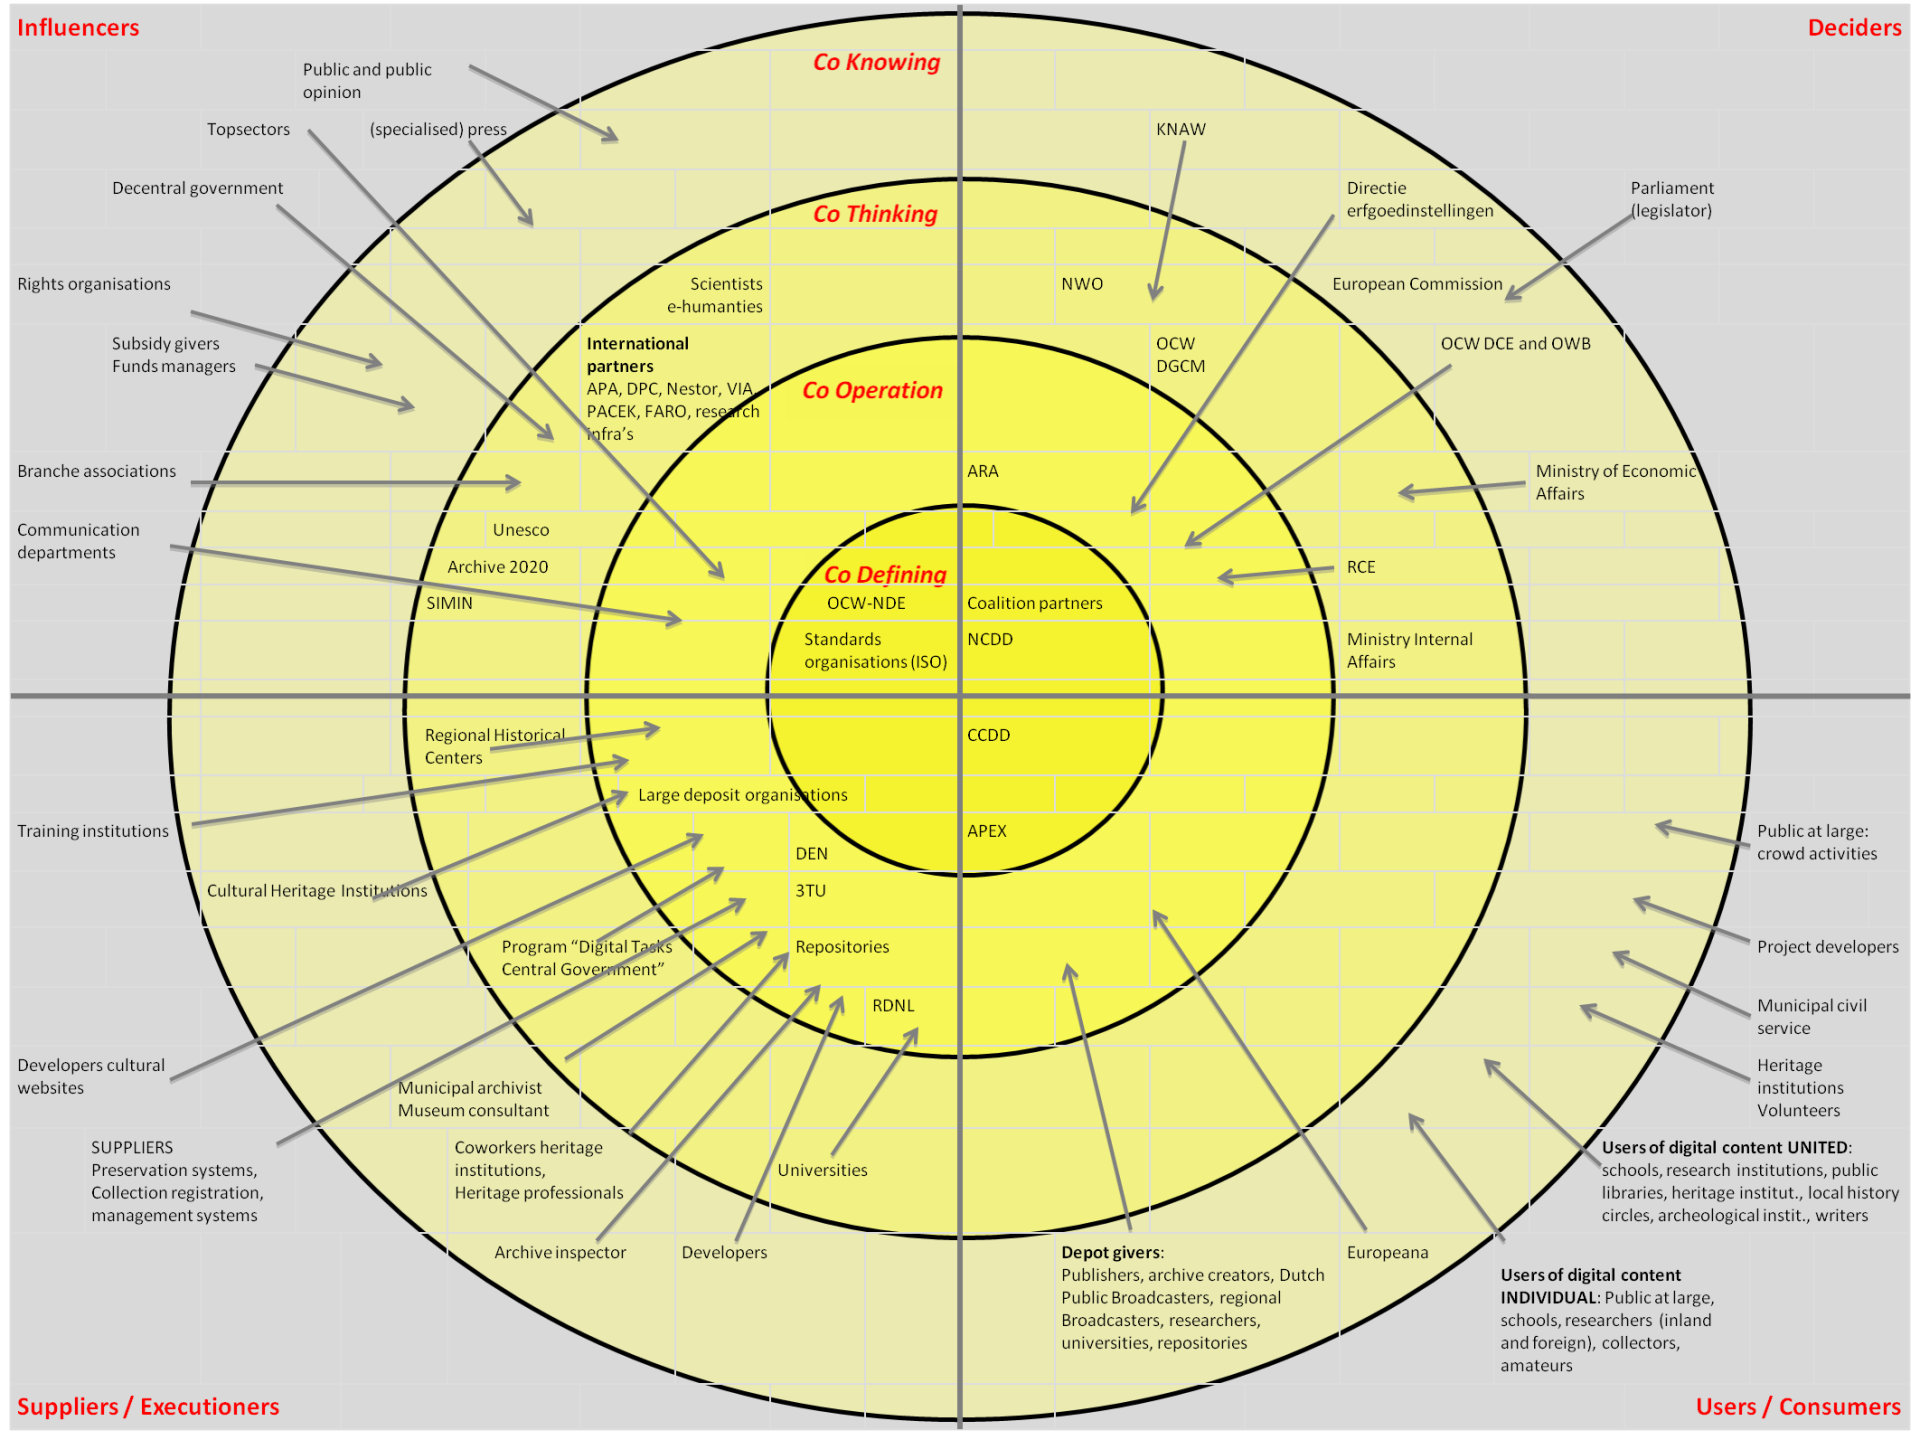 Influencers
Deciders
Co Knowing
Public and public
opinion
Topsectors
(specialised) press
KNAW
Decentral government
Co Thinking
Directie
erfgoedinstellingen
Parliament
(legislator)
Rights organisations
Scientists
e-humanties
NWO
European Commission
Subsidy givers
Funds managers
International
partners
APA, DPC, Nestor, VIA,
PACEK, FARO, research
infra's
Co Operation
OCW
DGCM
OCW DCE and OWB
Branche associations
ARA
Ministry of Economic
Affairs
Communication
departments
Unesco
Archive 2020
SIMIN
Co Defining
OCW-NDE
Coalition partners
RCE
Standards
organisations (ISO)
NCDD
Ministry Internal
Affairs
Regional Historical
Centers
CCDD
Large deposit organisations
Training institutions
APEX
Public at large:
crowd activities
DEN
Cultural Heritage Institutions
3TU
Program “Digital Tasks
Central Government”
Repositories
Project developers
RDNL
Municipal civil
service
Developers cultural
websites
Municipal archivist
Museum consultant
Heritage
institutions
Volunteers
SUPPLIERS
Preservation systems,
Collection registration,
management systems
Coworkers heritage
institutions,
Heritage professionals
Universities
Users of digital content UNITED:
schools, research institutions, public
libraries, heritage institut., local history
circles, archeological instit., writers
Archive inspector
Developers
Depot givers:
Publishers, archive creators, Dutch
Public Broadcasters, regional
Broadcasters, researchers,
universities, repositories
Europeana
Users of digital content
INDIVIDUAL: Public at large,
schools, researchers (inland
and foreign), collectors,
amateurs
Suppliers / Executioners
Users / Consumers